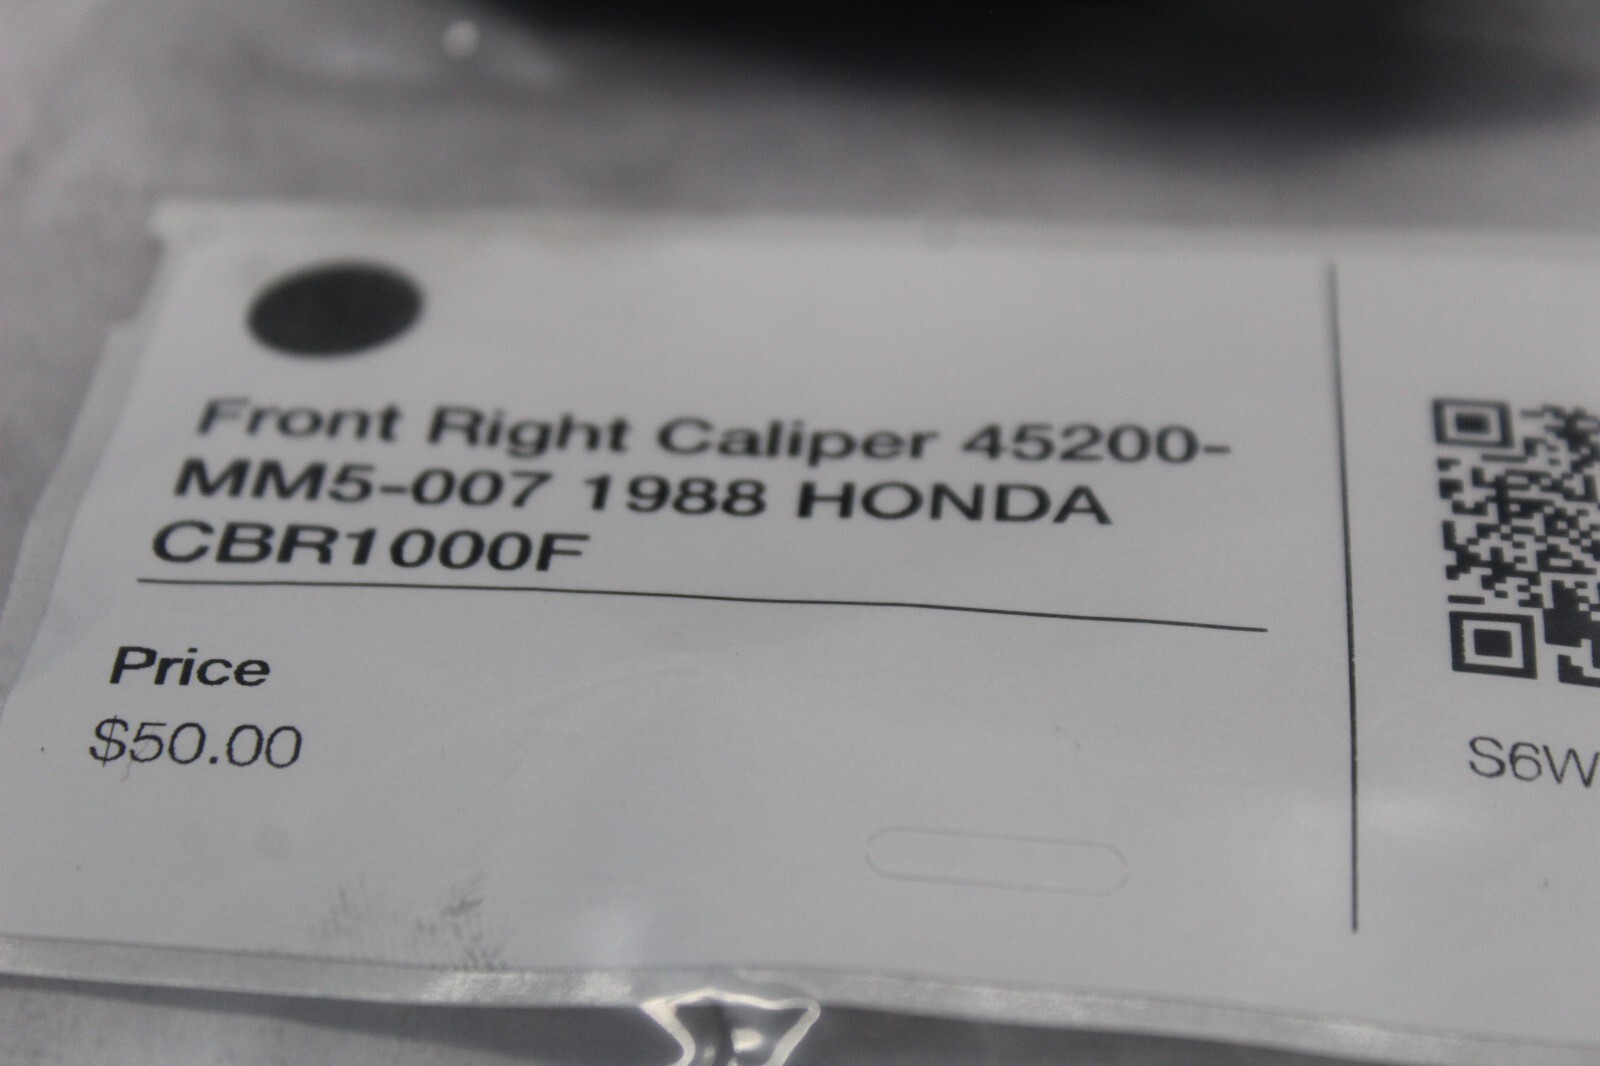 Front Right Caliper 45200-
MM5-007 1988 HONDA
CBR1000F
Price
$50.00
S6W